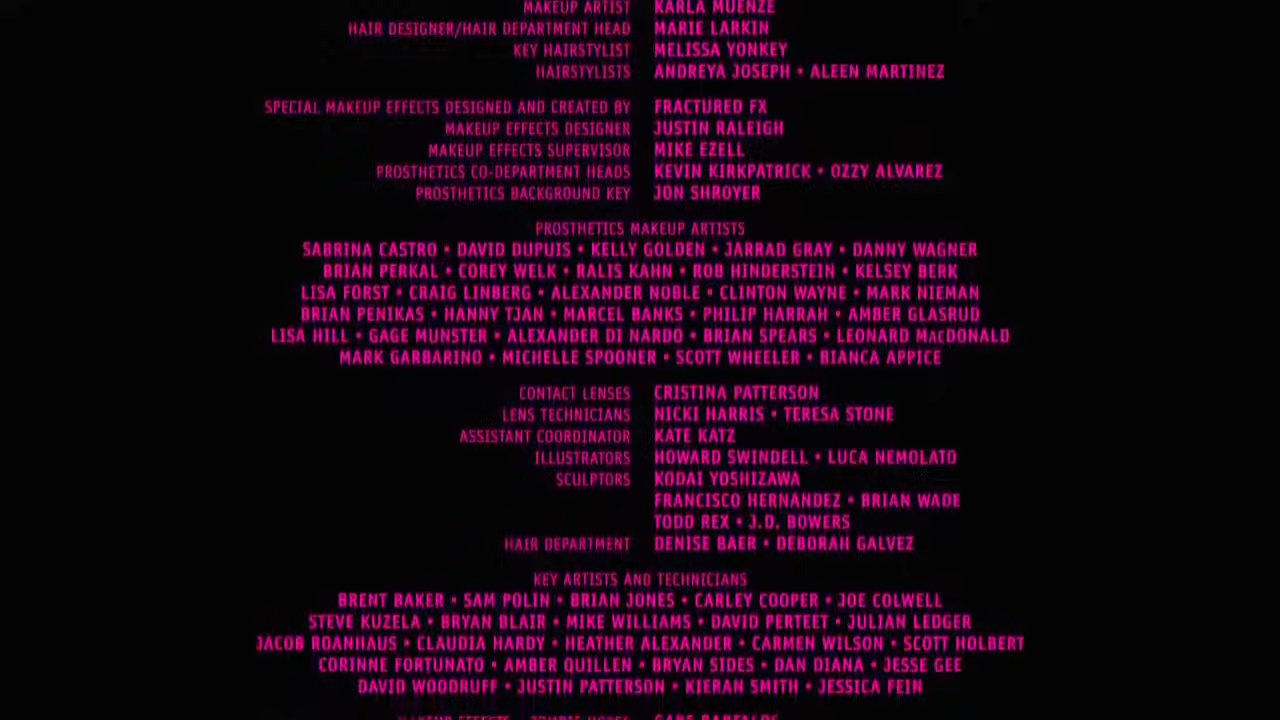 MAKEUP ARTIST KARLA MUENZE
HAIR DESIGNER/HAIR DEPARTMENT HEAD MARIE LARKIN
KEY HAIRSTYLIST MELISSA YONKEY
HAIRSTYLISTS ANDREYA JOSEPH • ALEEN MARTINEZ
SPECIAL MAKEUP EFFECTS DESIGNED AND CREATED BY FRACTURED FX
MAKEUP EFFECTS DESIGNER JUSTIN RALEIGH
MAKEUP EFFECTS SUPERVISOR MIKE EZELL
PROSTHETICS CO-DEPARTMENT HEADS KEVIN KIRKPATRICK • OZZY ALVAREZ
PROSTHETICS BACKGROUND KEY JON SHROYER
PROSTHETICS MAKEUP ARTISTS
SABRINA CASTRO • DAVID DUPUIS • KELLY GOLDEN • JARRAD GRAY • DANNY WAGNER
BRIAN PERKAL • COREY WELK • RALIS KAHN • ROB HINDERSTEIN • KELSEY BERK
LISA FORST • CRAIG LINBERG • ALEXANDER NOBLE • CLINTON WAYNE • MARK NIEMAN
BRIAN PENIKAS • HANNY TJAN • MARCEL BANKS • PHILIP HARRAH • AMBER GLASRUD
LISA HILL • GAGE MUNSTER • ALEXANDER DI NARDO • BRIAN SPEARS • LEONARD MACDONALD
MARK GARBARINO • MICHELLE SPOONER • SCOTT WHEELER • BIANCA APPICE
CONTACT LENSES CRISTINA PATTERSON
LENS TECHNICIANS NICKI HARRIS • TERESA STONE
ASSISTANT COORDINATOR KATE KATZ
ILLUSTRATORS HOWARD SWINDELL • LUCA NEMOLATO
SCULPTORS KODAI YOSHIZAWA
FRANCISCO HERNANDEZ • BRIAN WADE
TODD REX • J.D. BOWERS
HAIR DEPARTMENT DENISE BAER • DEBORAH GALVEZ
KEY ARTISTS AND TECHNICIANS
BRENT BAKER • SAM POLIN • BRIAN JONES • CARLEY COOPER • JOE COLWELL
STEVE KUZELA • BRYAN BLAIR • MIKE WILLIAMS • DAVID PERTEET • JULIAN LEDGER
JACOB ROANHAUS • CLAUDIA HARDY • HEATHER ALEXANDER • CARMEN WILSON • SCOTT HOLBERT
CORINNE FORTUNATO • AMBER QUILLEN • BRYAN SIDES • DAN DIANA • JESSE GEE
DAVID WOODRUFF • JUSTIN PATTERSON • KIERAN SMITH • JESSICA FEIN